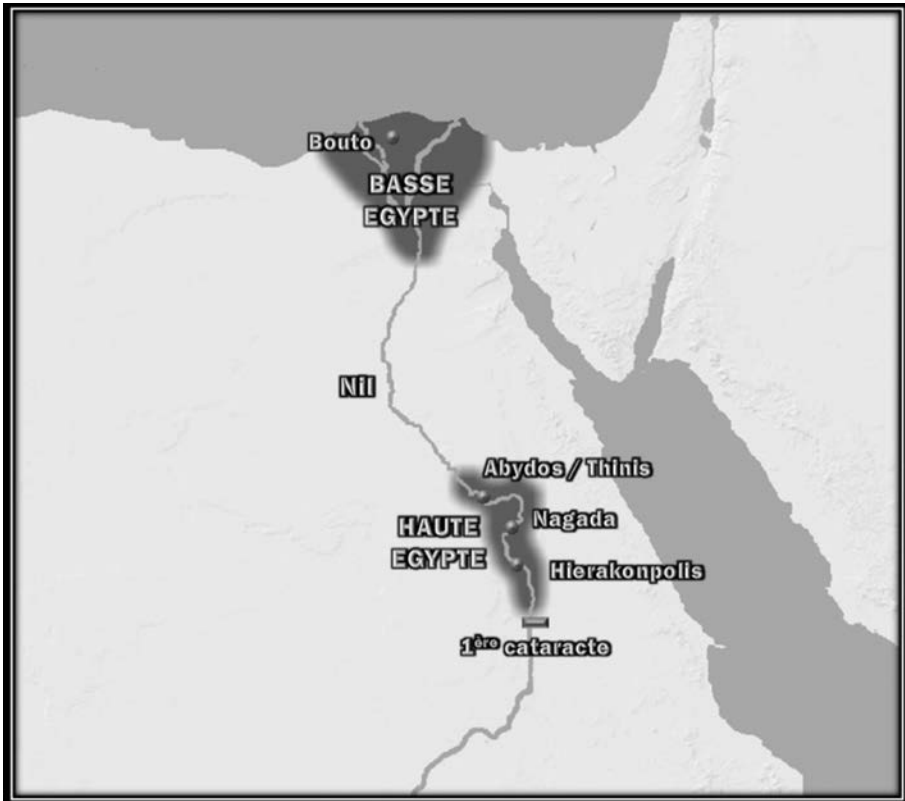 Bouto
BASSE
EGYPTE
Nil
Abydos / Thinis
Nagada
HAUTE
EGYPTE
Hierakonpolis
1ère cataracte